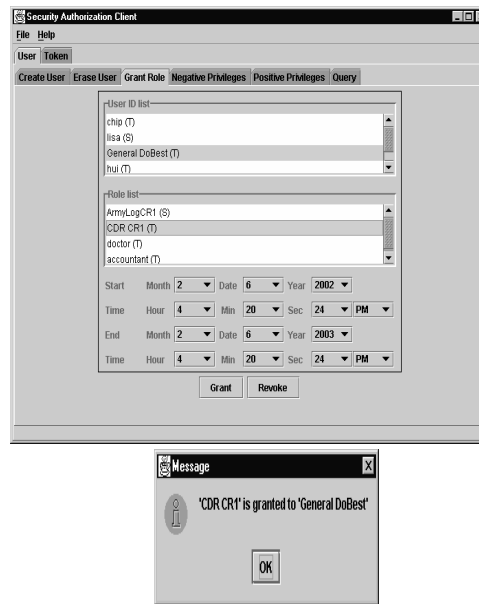 Security Authorization Client
File Help
User Token
Create User Erase User Grant Role Negative Privileges Positive Privileges Query
User ID list
chip (T)
lisa (S)
General DoBest (T)
hui (T)
Role list
ArmyLogCR1 (S)
CDR CR1 (T)
doctor (T)
accountant (T)
Start Month 2 Date 6 Year 2002
Time Hour 4 Min 20 Sec 24 PM
End Month 2 Date 6 Year 2003
Time Hour 4 Min 20 Sec 24 PM
Grant Revoke
Message
'CDR CR1' is granted to 'General DoBest'
OK